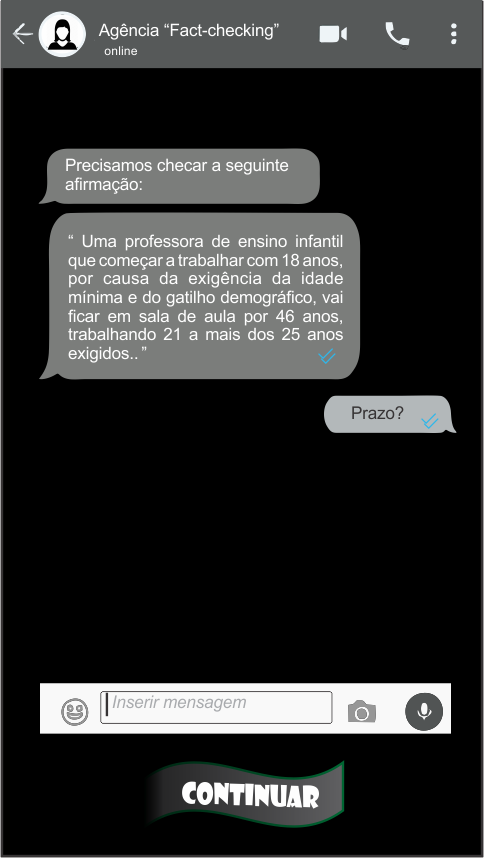 Agência “Fact-checking”
online
Precisamos checar a seguinte
afirmação:
“ Uma professora de ensino infantil
que começar a trabalhar com 18 anos,
por causa da exigência da idade
mínima e do gatilho demográfico, vai
ficar em sala de aula por 46 anos,
trabalhando 21 a mais dos 25 anos
exigidos.. ”
Prazo?
Inserir mensagem
CONTINUAR